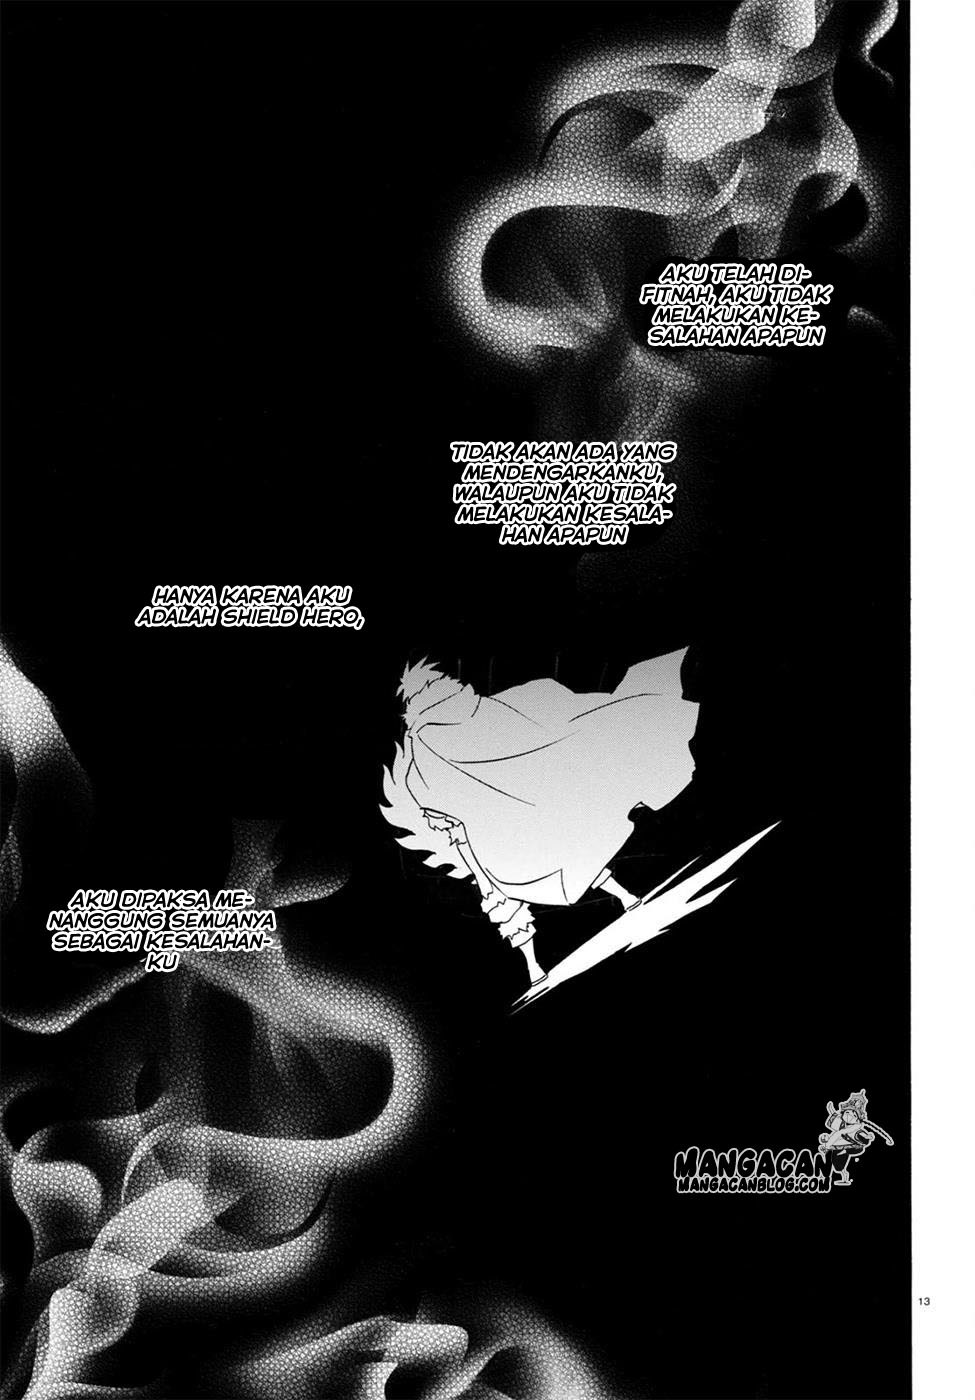 AKU TELAH DI-
FITNAH, AKU TIDAK
MELAKUKAN KE-
SALAHAN APAPUN
TIDAK AKAN ADA YANG
MENDENGARKANKU,
WALAUPUN AKU TIDAK
MELAKUKAN KESALA-
HAN APAPUN
HANYA KARENA AKU
ADALAH SHIELD HERO,
AKU DIPAKSA ME-
NANGGUNG SEMUANYA
SEBAGAI KESALAHAN-
KU
MANGACAN
MANGACANBLOG.COM
13